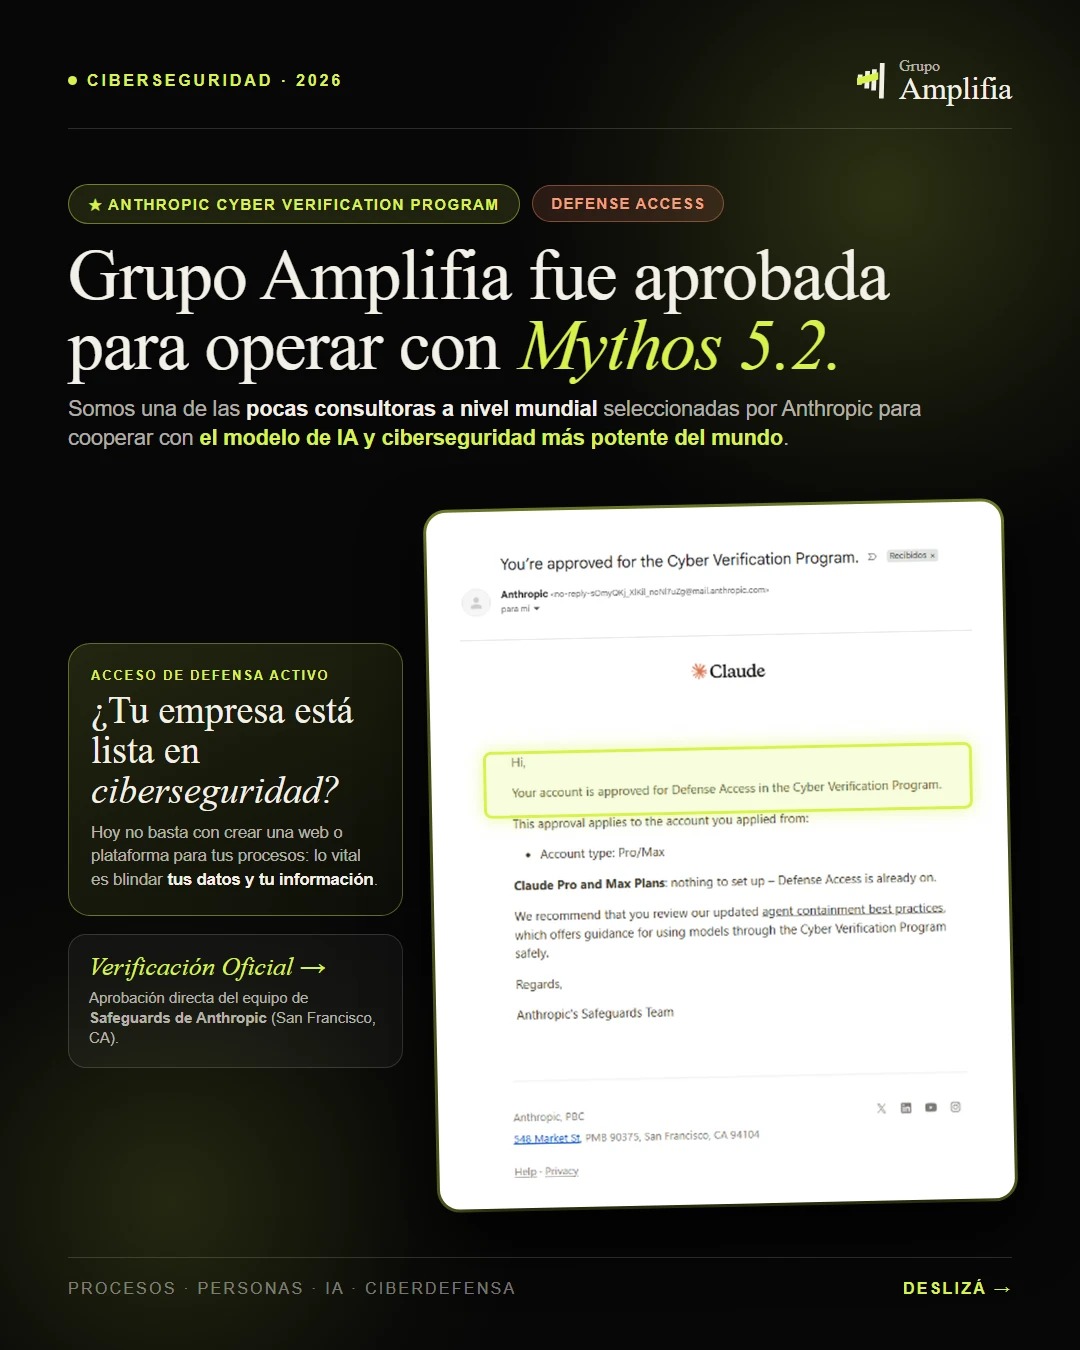 CIBERSEGURIDAD · 2026
Grupo
Amplifia
★ ANTHROPIC CYBER VERIFICATION PROGRAM
DEFENSE ACCESS
Grupo Amplifia fue aprobada
para operar con Mythos 5.2.
Somos una de las pocas consultoras a nivel mundial seleccionadas por Anthropic para
cooperar con el modelo de IA y ciberseguridad más potente del mundo.
ACCESO DE DEFENSA ACTIVO
¿Tu empresa está
lista en
ciberseguridad?
Hoy no basta con crear una web o
plataforma para tus procesos: lo vital
es blindar tus datos y tu información.
Verificación Oficial →
Aprobación directa del equipo de
Safeguards de Anthropic (San Francisco,
CA).
You're approved for the Cyber Verification Program.
Recibidos ×
Anthropic
para mí
Claude
Hi,
Your account is approved for Defense Access in the Cyber Verification Program.
This approval applies to the account you applied from:
• Account type: Pro/Max
Claude Pro and Max Plans: nothing to set up – Defense Access is already on.
We recommend that you review our updated agent containment best practices,
which offers guidance for using models through the Cyber Verification Program
safely.
Regards,
Anthropic's Safeguards Team
Anthropic, PBC
548 Market St, PMB 90375, San Francisco, CA 94104
Help · Privacy
PROCESOS · PERSONAS · IA · CIBERDEFENSA
DESLIZÁ →